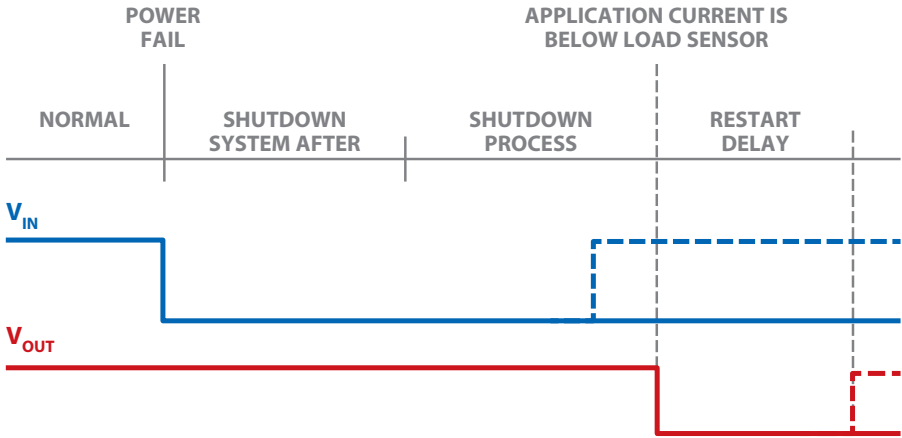 POWER
FAIL
APPLICATION CURRENT IS
BELOW LOAD SENSOR
NORMAL
SHUTDOWN
SYSTEM AFTER
SHUTDOWN
PROCESS
RESTART
DELAY
VIN
VOUT